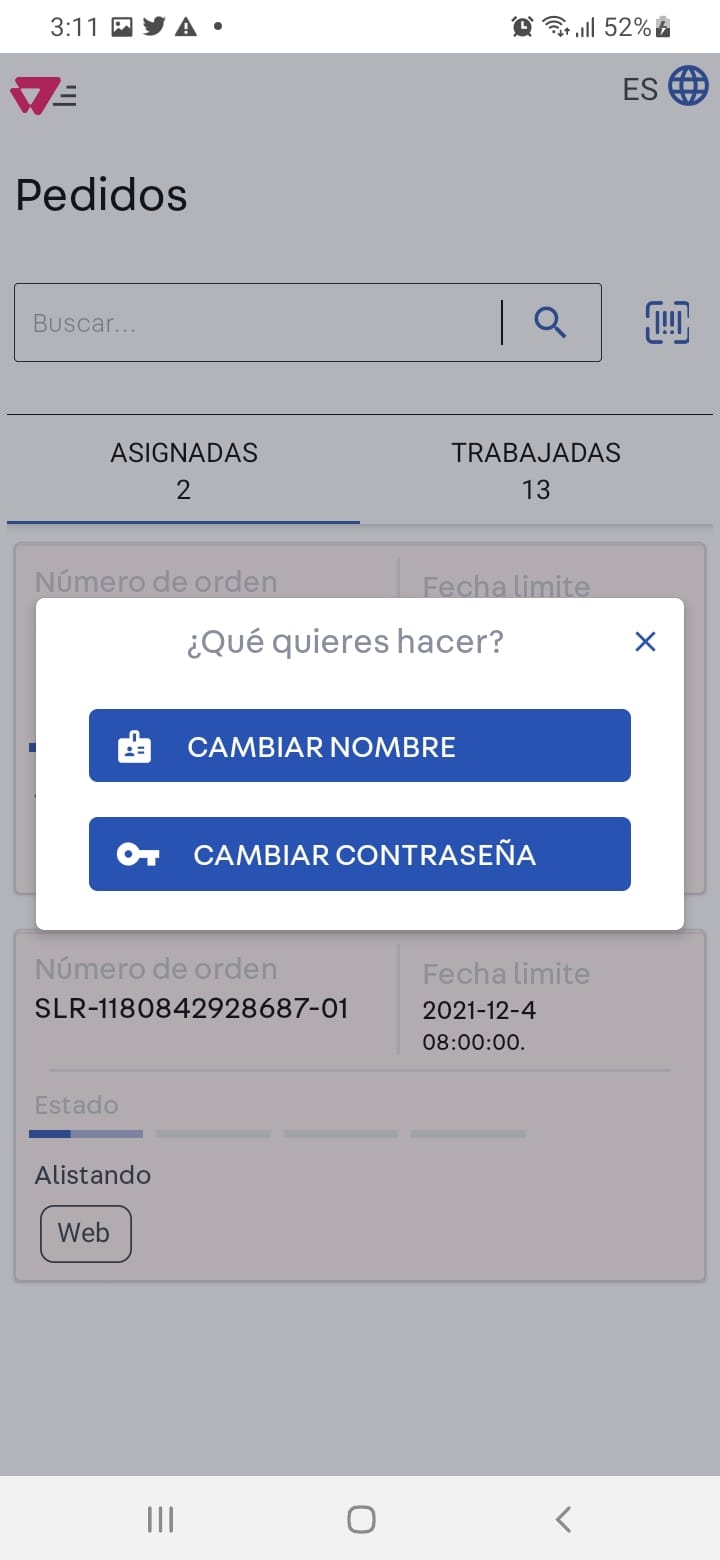 3:11
52%
ES
Pedidos
Buscar...
ASIGNADAS
2
TRABAJADAS
13
Número de orden
Fecha limite
¿Qué quieres hacer?
CAMBIAR NOMBRE
CAMBIAR CONTRASEÑA
Número de orden
SLR-1180842928687-01
Fecha limite
2021-12-4
08:00:00.
Estado
Alistando
Web